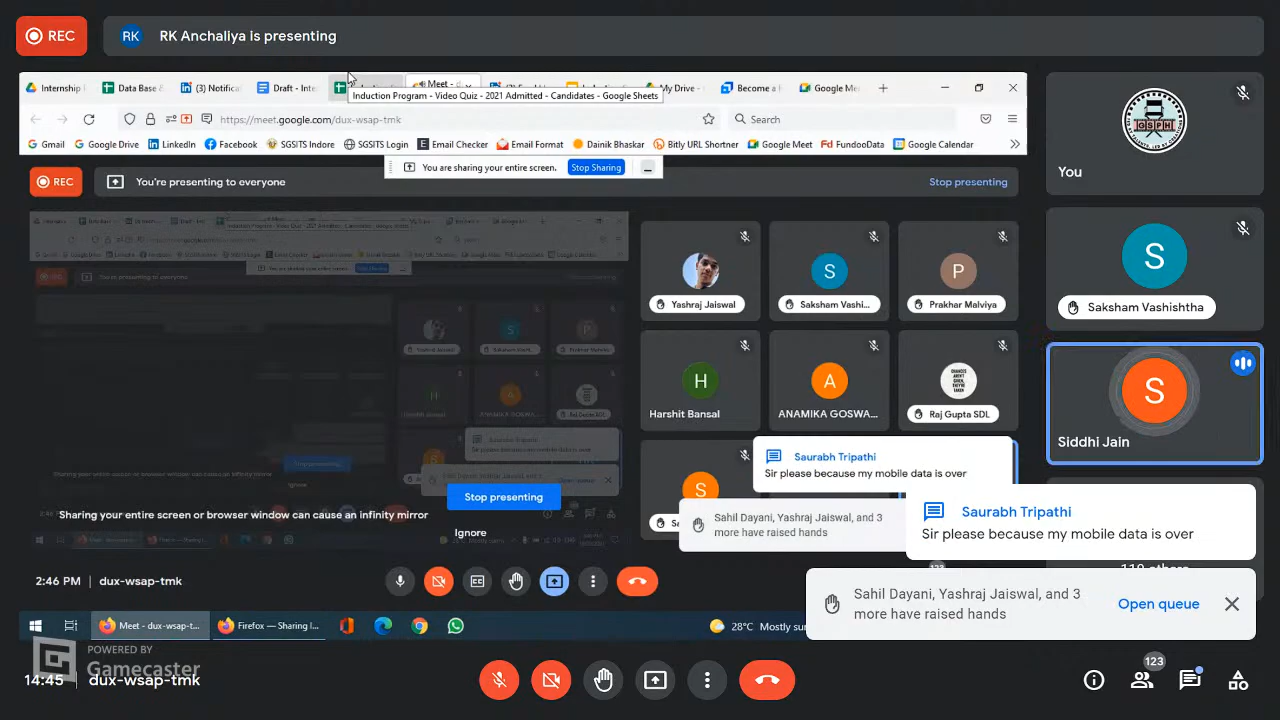 REC
RK
RK Anchaliya is presenting
Internship
Data Base &
(3) Notifica
Draft - Inte
Meet - d
My Drive -
Become a
Google Me
Induction Program - Video Quiz - 2021 Admitted - Candidates - Google Sheets
https://meet.google.com/dux-wsap-tmk
Search
Gmail
Google Drive
LinkedIn
Facebook
SGSITS Indore
SGSITS Login
Email Checker
Email Format
Dainik Bhaskar
Bitly URL Shortner
Google Meet
FundooData
Google Calendar
You are sharing your entire screen.
Stop Sharing
REC
You're presenting to everyone
Stop presenting
Yashraj Jaiswal
S
Saksham Vashi...
P
Prakhar Malviya
H
Harshit Bansal
A
ANAMIKA GOSWA...
Raj Gupta SDL
S
Saurabh Tripathi
Sir please because my mobile data is over
Sahil Dayani, Yashraj Jaiswal, and 3
more have raised hands
Stop presenting
Sharing your entire screen or browser window can cause an infinity mirror
Ignore
2:46 PM
dux-wsap-tmk
Meet - dux-wsap-t...
Firefox — Sharing I...
28°C Mostly su
You
S
Saksham Vashishtha
S
Siddhi Jain
Saurabh Tripathi
Sir please because my mobile data is over
Sahil Dayani, Yashraj Jaiswal, and 3
more have raised hands
Open queue
POWERED BY
Gamecaster
14:45
dux-wsap-tmk
123